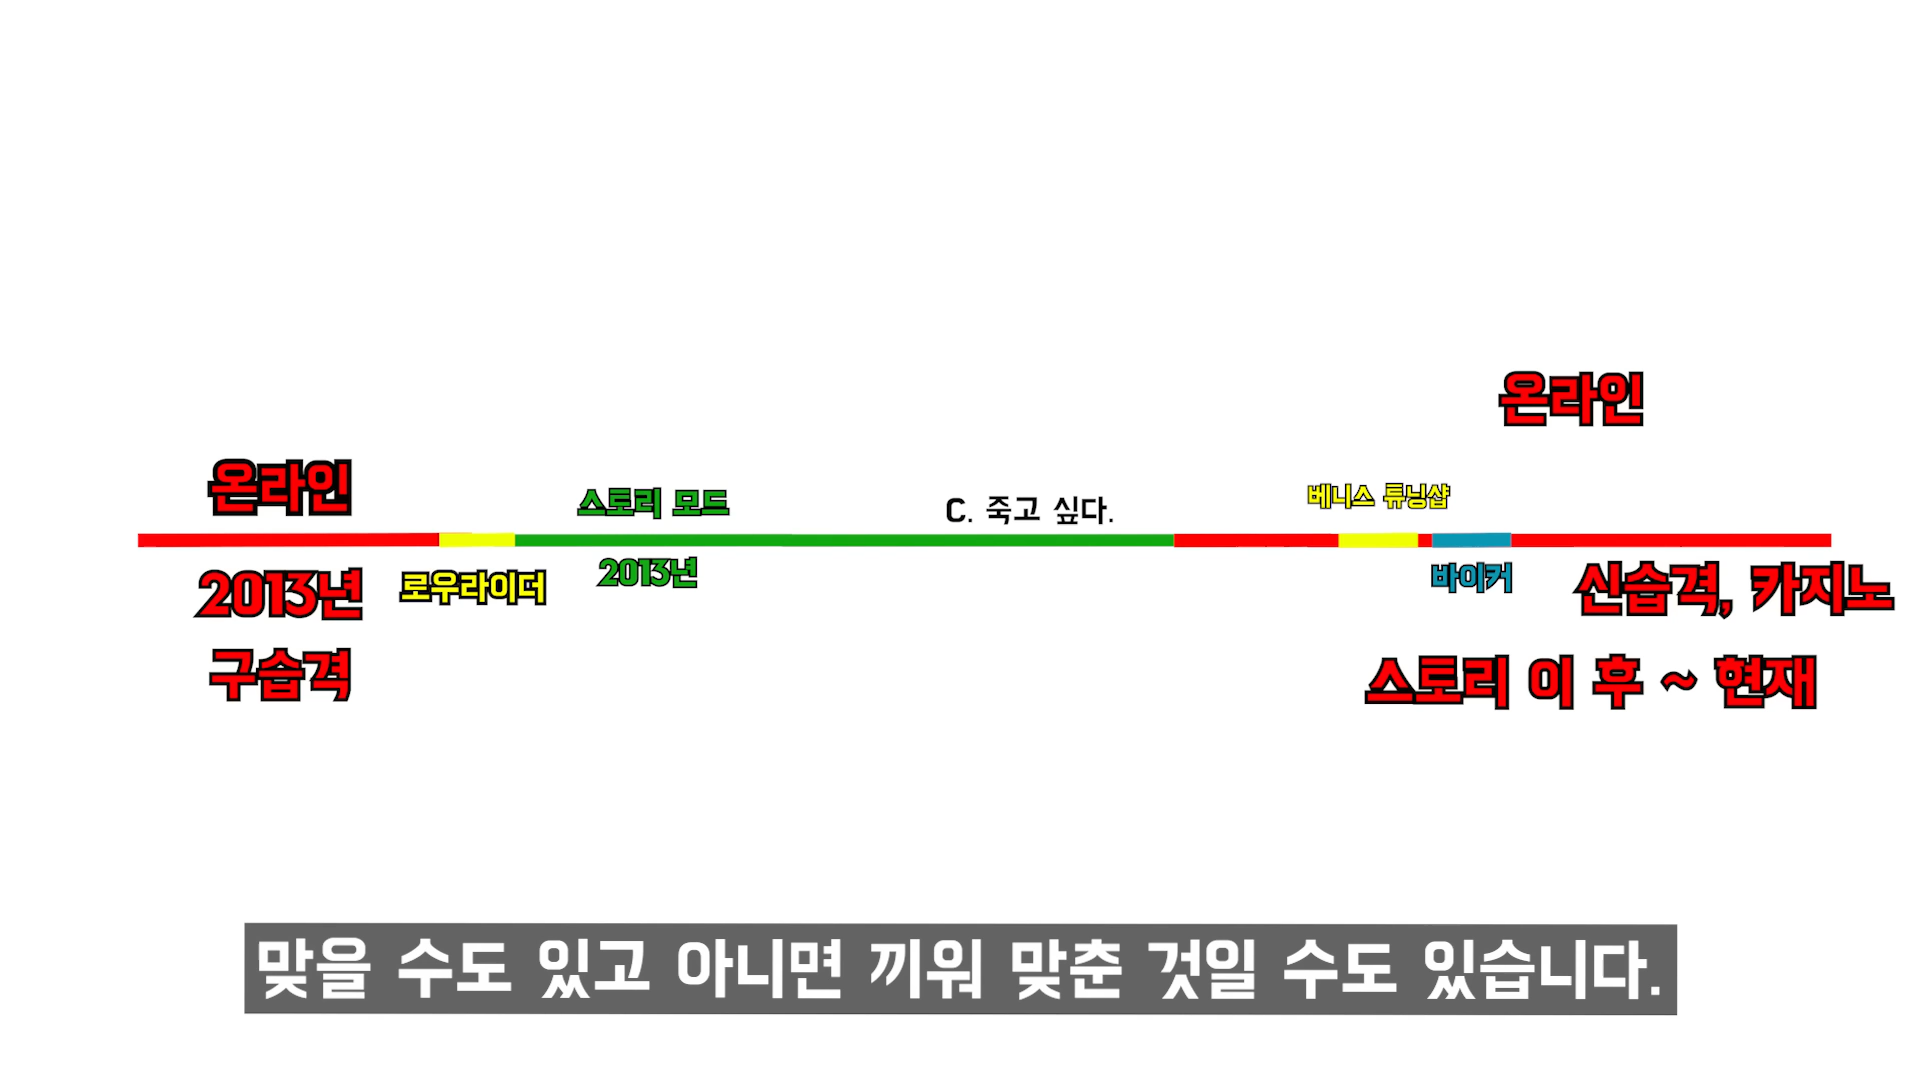 온라인
온라인
스토리 모드
C. 죽고 싶다.
베니스 튜닝샵
2013년
로우라이더
2013년
바이커
신습격, 카지노
구습격
스토리 이 후 ~ 현재
맞을 수도 있고 아니면 끼워 맞춘 것일 수도 있습니다.